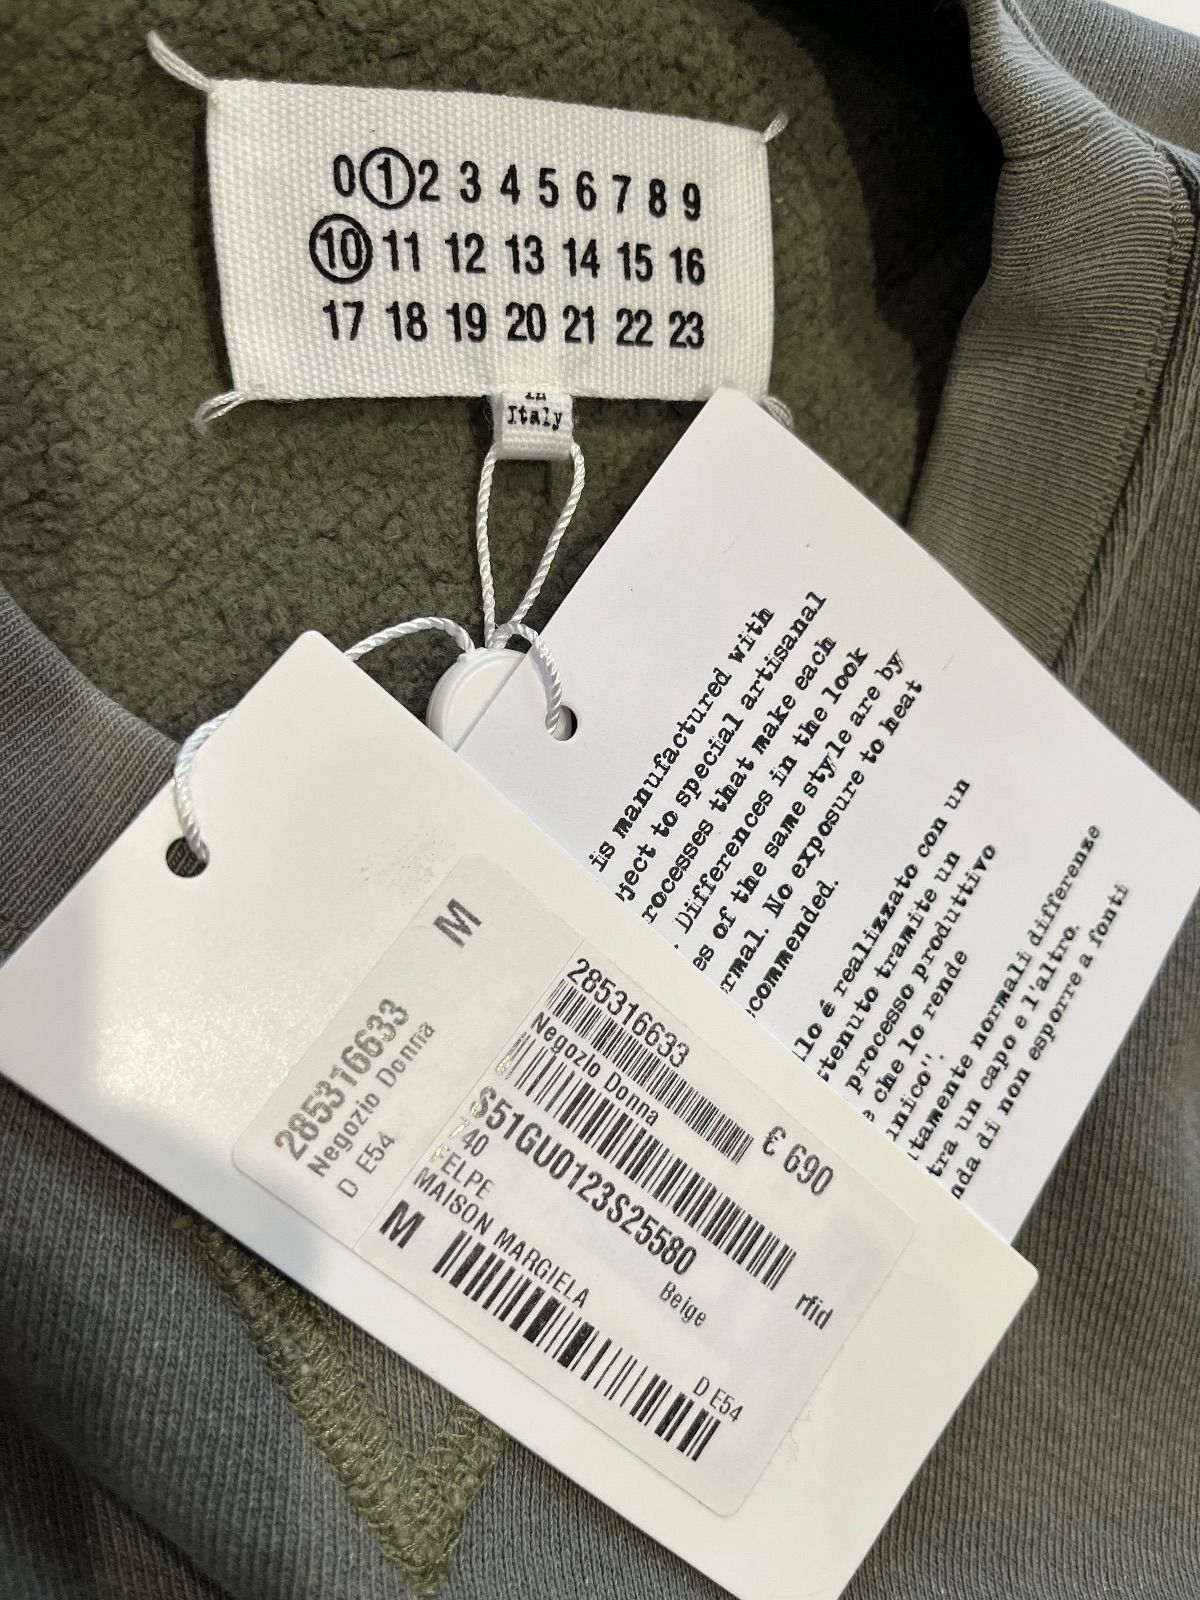 0 1 2 3 4 5 6 7 8 9
10 11 12 13 14 15 16
17 18 19 20 21 22 23
in
Italy
is manufactured with
ject to special artisanal
rocesses that make each
. Differences in the look
es of the same style are by
rmal. No exposure to heat
commended.
llo é realizzato con un
ttenuto tramite un
processo produttivo
e che lo rende
unico".
tamente normali differenze
tra un capo e l'altro.
nda di non esporre a fonti
M
285316633
Negozio Donna
D E54
285316633
Negozio Donna
€ 690
S51GU0123S25580
740
FELPE
MAISON MARGIELA
Beige
rfid
M
D E54